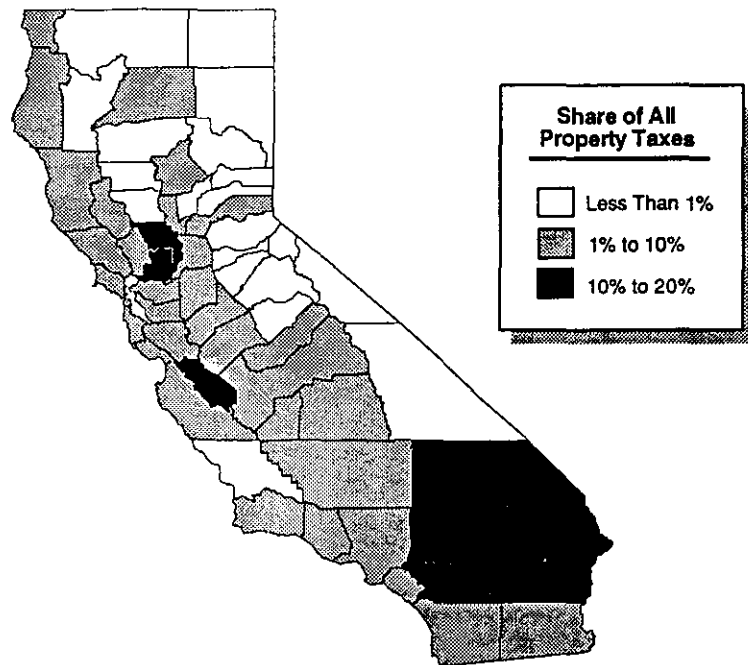 Share of All
Property Taxes
Less Than 1%
1% to 10%
10% to 20%